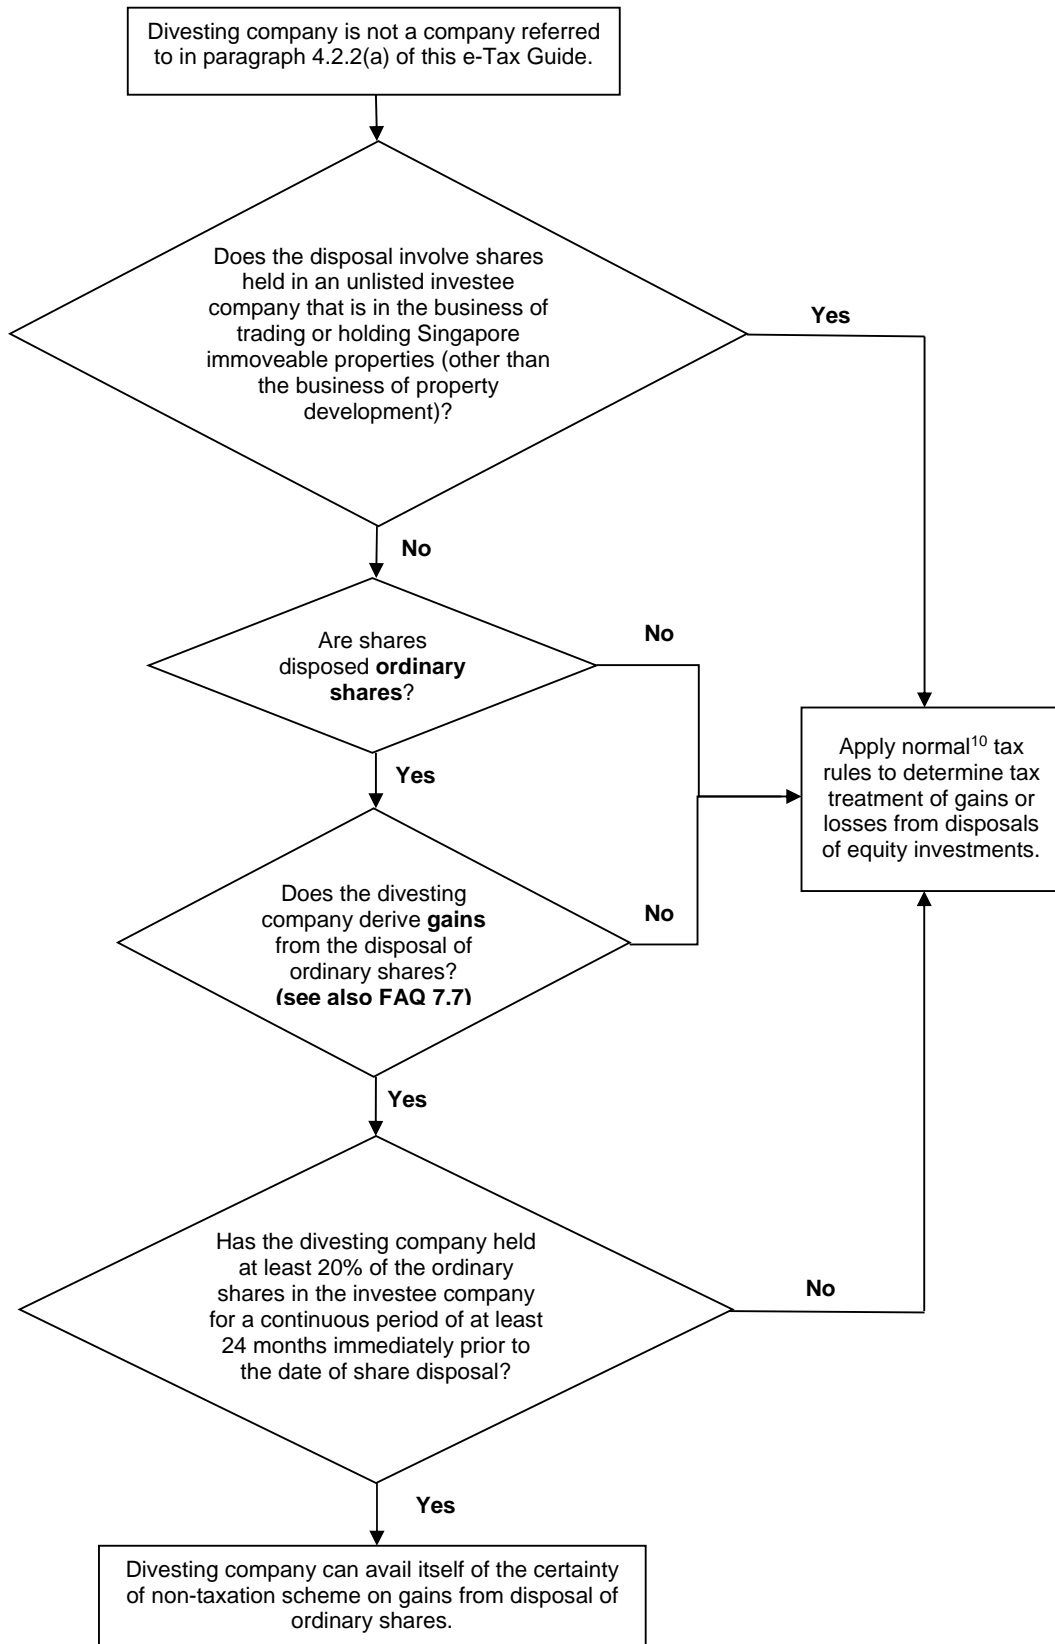 Divesting company is not a company referred
to in paragraph 4.2.2(a) of this e-Tax Guide.
Does the disposal involve shares
held in an unlisted investee
company that is in the business of
trading or holding Singapore
immoveable properties (other than
the business of property
development)?
Yes
No
Are shares
disposed ordinary
shares?
No
Yes
Apply normal10 tax
rules to determine tax
treatment of gains or
losses from disposals
of equity investments.
Does the divesting
company derive gains
from the disposal of
ordinary shares?
(see also FAQ 7.7)
No
Yes
Has the divesting company held
at least 20% of the ordinary
shares in the investee company
for a continuous period of at least
24 months immediately prior to
the date of share disposal?
No
Yes
Divesting company can avail itself of the certainty
of non-taxation scheme on gains from disposal of
ordinary shares.